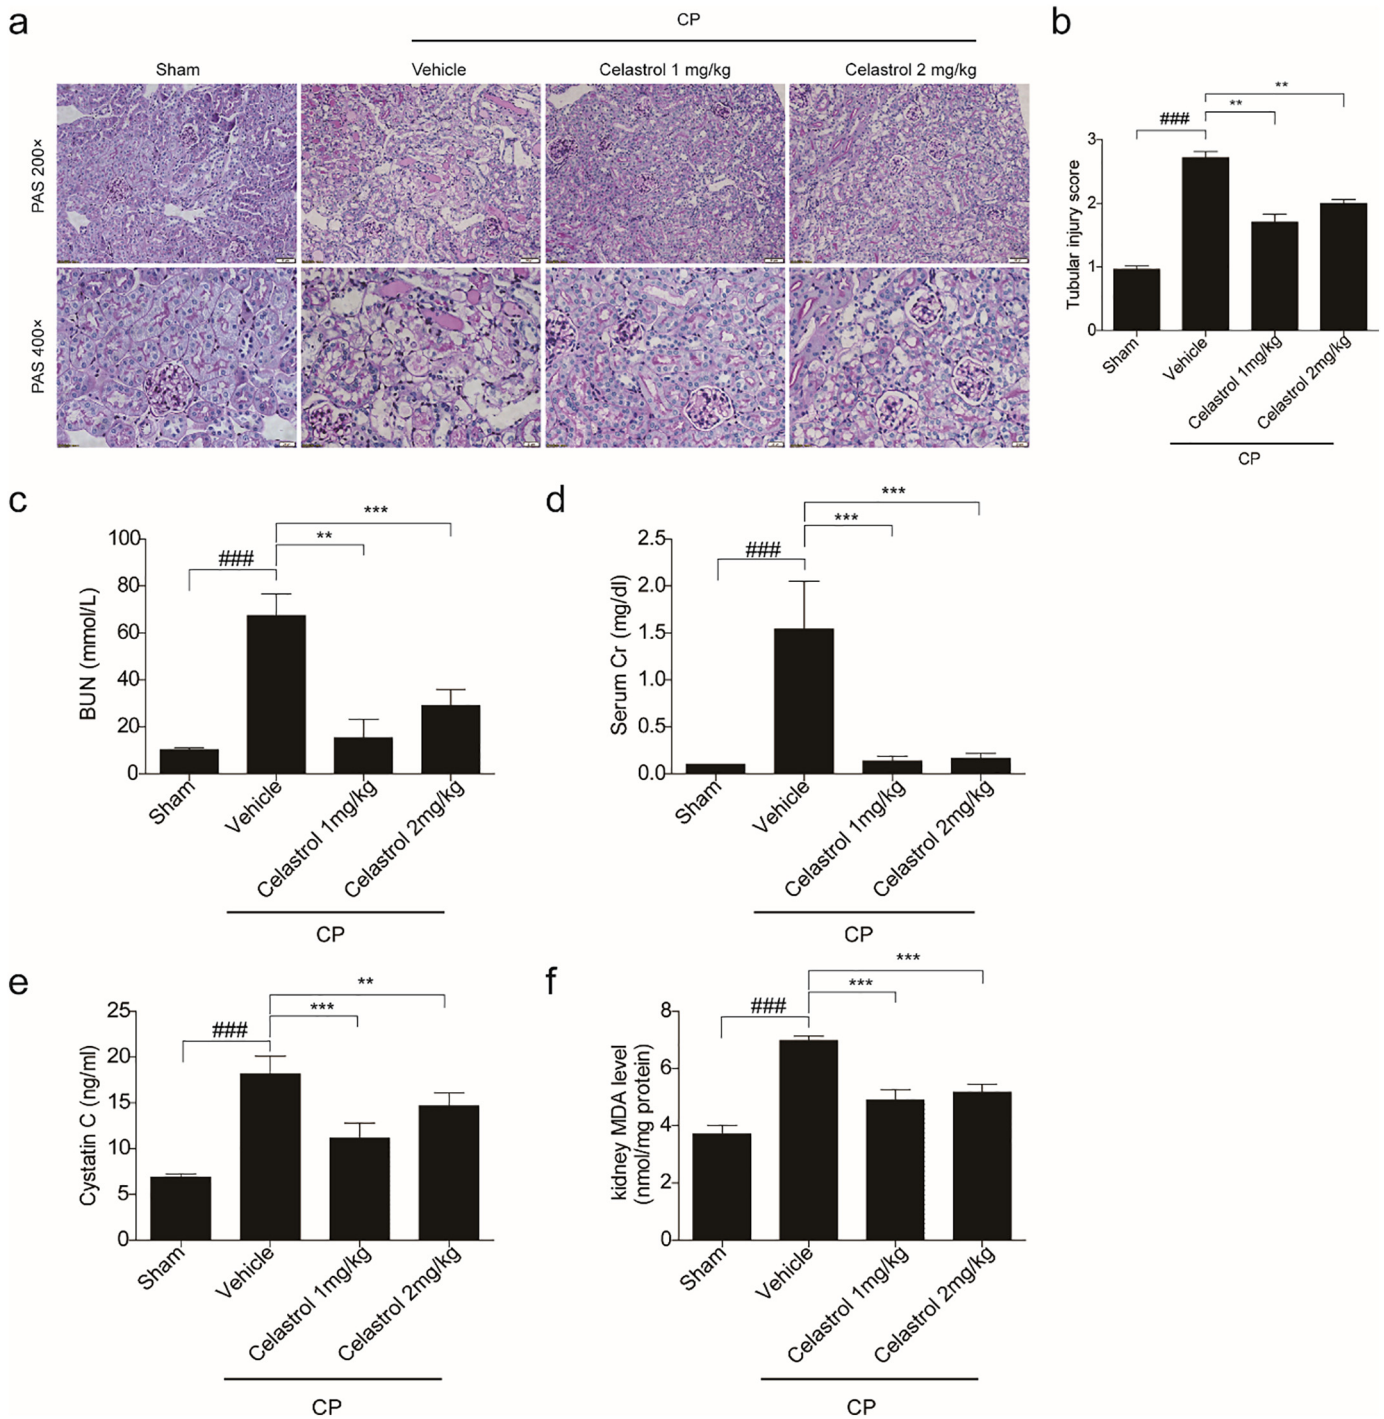 a
CP
Sham
Vehicle
Celastrol 1 mg/kg
Celastrol 2 mg/kg
PAS 200×
PAS 400×
b
**
**
###
Tubular injury score
3
2
1
0
Sham
Vehicle
Celastrol 1mg/kg
Celastrol 2mg/kg
CP
c
***
**
###
BUN (mmol/L)
100
80
60
40
20
0
Sham
Vehicle
Celastrol 1mg/kg
Celastrol 2mg/kg
CP
d
***
***
###
Serum Cr (mg/dl)
2.5
2.0
1.5
1.0
0.5
0.0
Sham
Vehicle
Celastrol 1mg/kg
Celastrol 2mg/kg
CP
e
**
***
###
Cystatin C (ng/ml)
25
20
15
10
5
0
Sham
Vehicle
Celastrol 1mg/kg
Celastrol 2mg/kg
CP
f
***
***
###
kidney MDA level
(nmol/mg protein)
8
6
4
2
0
Sham
Vehicle
Celastrol 1mg/kg
Celastrol 2mg/kg
CP